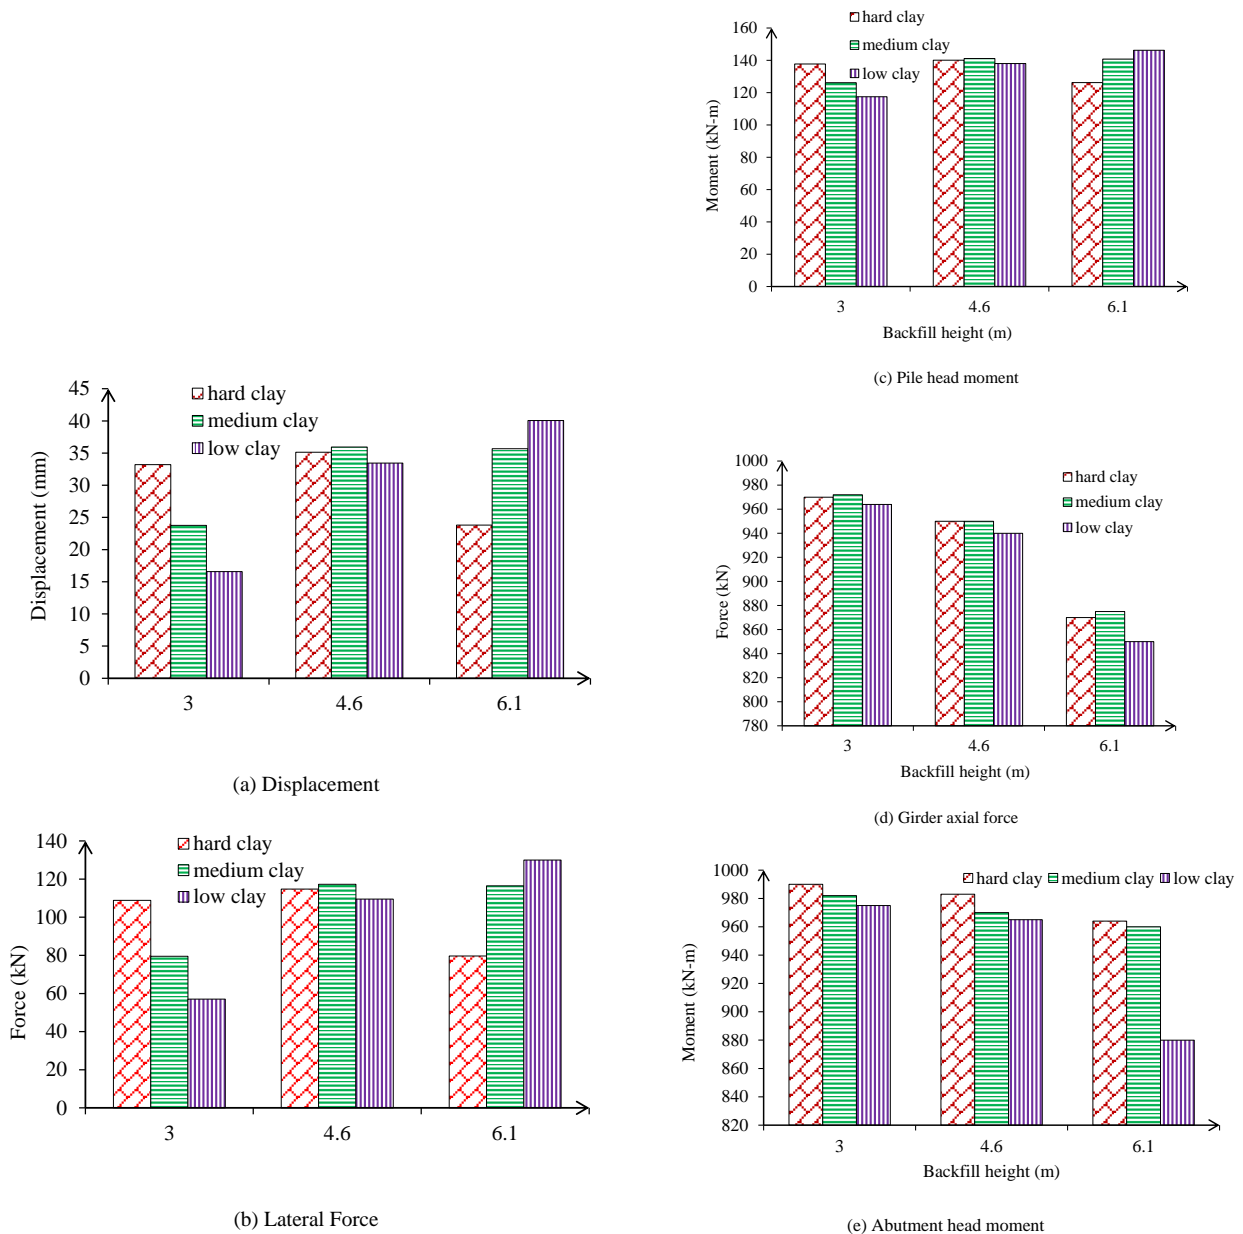 45
40
35
30
25
20
15
10
5
0
Displacement (mm)
hard clay
medium clay
low clay
3 4.6 6.1
(a) Displacement
140
120
100
80
60
40
20
0
Force (kN)
hard clay
medium clay
low clay
3 4.6 6.1
(b) Lateral Force
160
140
120
100
80
60
40
20
0
Moment (kN-m)
hard clay
medium clay
low clay
3 4.6 6.1
Backfill height (m)
(c) Pile head moment
1000
980
960
940
920
900
880
860
840
820
800
780
Force (kN)
hard clay
medium clay
low clay
3 4.6 6.1
Backfill height (m)
(d) Girder axial force
1000
980
960
940
920
900
880
860
840
820
Moment (kN-m)
hard clay medium clay low clay
3 4.6 6.1
Backfill height (m)
(e) Abutment head moment